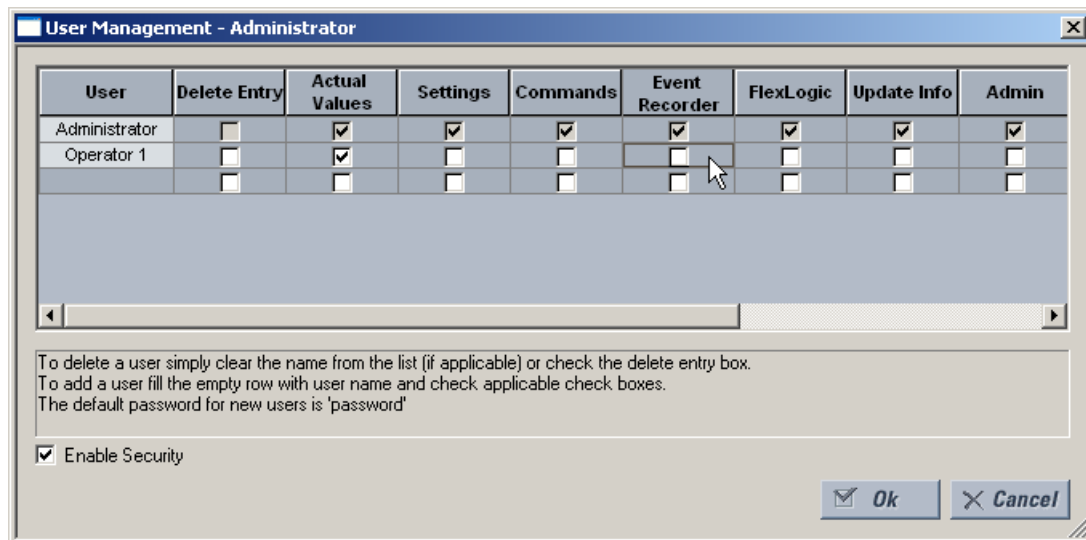 User Management - Administrator
User Delete Entry Actual Values Settings Commands Event Recorder FlexLogic Update Info Admin
Administrator
Operator 1
To delete a user simply clear the name from the list (if applicable) or check the delete entry box.
To add a user fill the empty row with user name and check applicable check boxes.
The default password for new users is 'password'
Enable Security
Ok Cancel